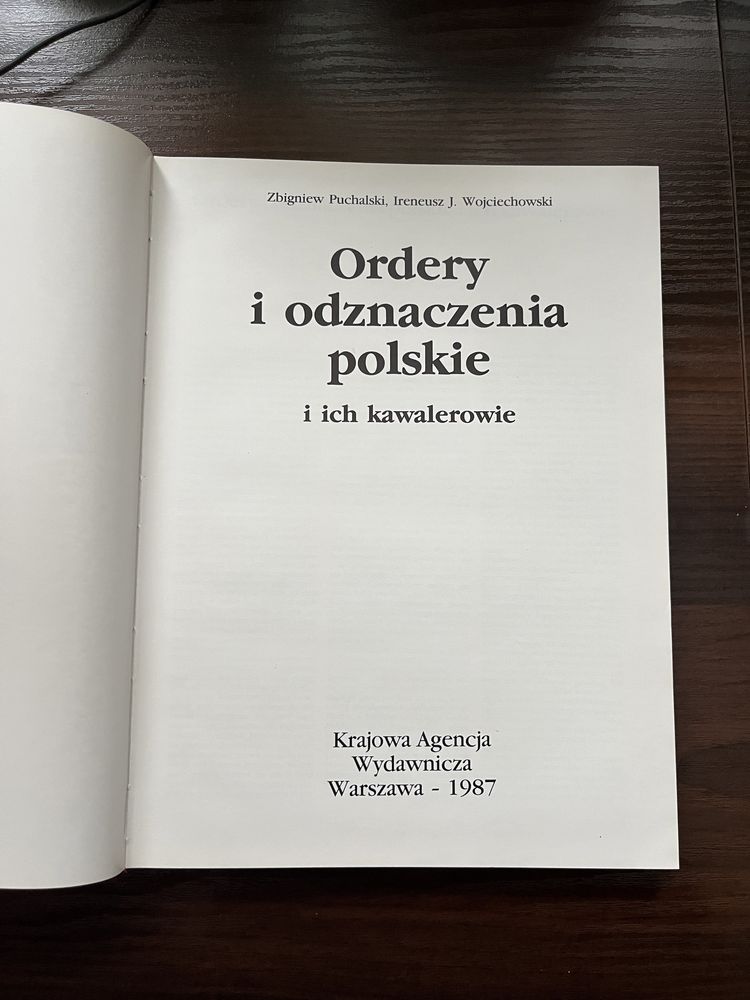 Zbigniew Puchalski, Ireneusz J. Wojciechowski
Ordery
i odznaczenia
polskie
i ich kawalerowie
Krajowa Agencja
Wydawnicza
Warszawa - 1987